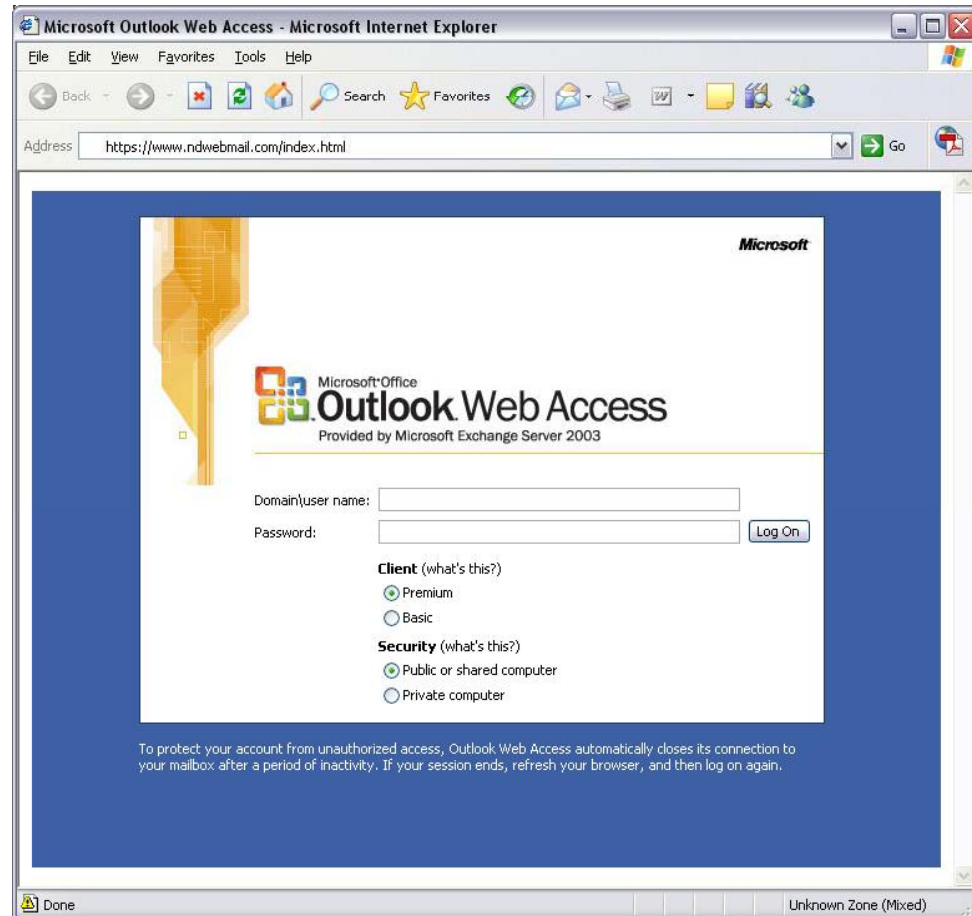 Microsoft Outlook Web Access - Microsoft Internet Explorer
File Edit View Favorites Tools Help
Back Search Favorites W
Address https://www.ndwebmail.com/index.html Go
Microsoft
Microsoft® Office
Outlook Web Access
Provided by Microsoft Exchange Server 2003
Domain\user name:
Password: Log On
Client (what's this?)
Premium
Basic
Security (what's this?)
Public or shared computer
Private computer
To protect your account from unauthorized access, Outlook Web Access automatically closes its connection to
your mailbox after a period of inactivity. If your session ends, refresh your browser, and then log on again.
Done Unknown Zone (Mixed)